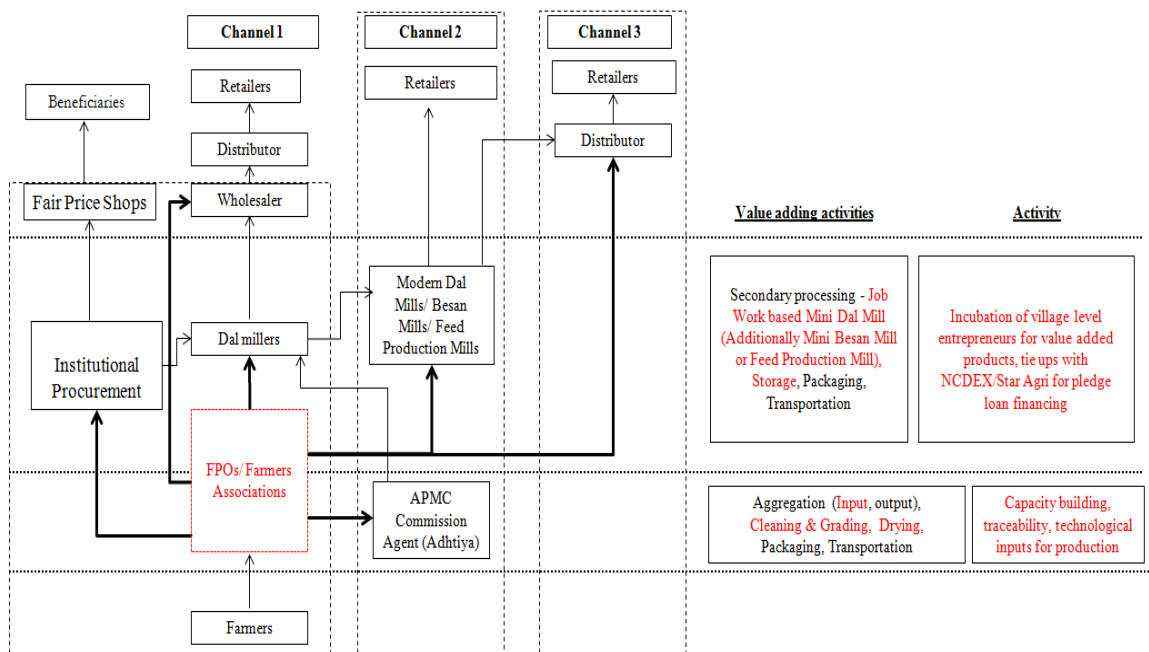 Channel 1
Channel 2
Channel 3
Retailers
Retailers
Retailers
Beneficiaries
Distributor
Distributor
Fair Price Shops
Wholesaler
Value adding activities
Activity
Modern Dal
Mills/ Besan
Mills/ Feed
Production Mills
Dal millers
Institutional
Procurement
Secondary processing - Job
Work based Mini Dal Mill
(Additionally Mini Besan Mill
or Feed Production Mill),
Storage, Packaging,
Transportation
Incubation of village level
entrepreneurs for value added
products, tie ups with
NCDEX/Star Agri for pledge
loan financing
FPOs/ Farmers
Associations
APMC
Commission
Agent (Adhtiya)
Aggregation (Input, output),
Cleaning & Grading, Drying,
Packaging, Transportation
Capacity building,
traceability, technological
inputs for production
Farmers